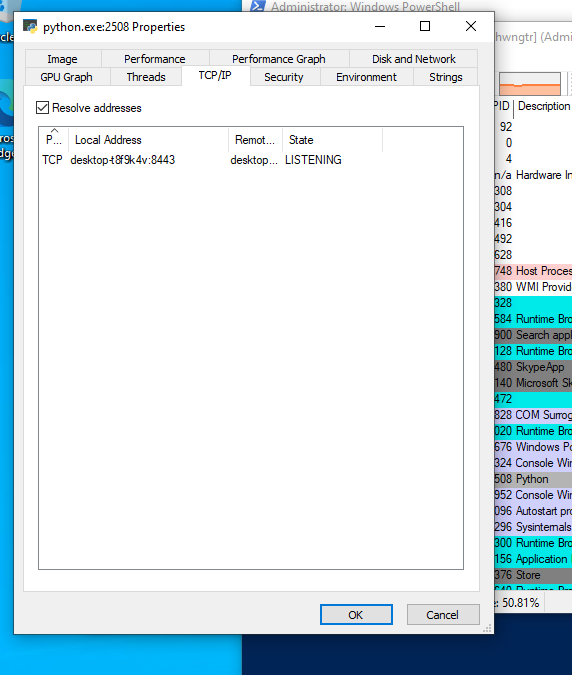 Administrator: Windows PowerShell
python.exe:2508 Properties
hwngtr] (Admi
Image Performance Performance Graph Disk and Network
GPU Graph Threads TCP/IP Security Environment Strings
Resolve addresses
P... Local Address Remot... State
TCP desktop-t8f9k4v:8443 desktop... LISTENING
PID Description
92
0
4
n/a Hardware In
308
304
416
492
628
748 Host Proces
380 WMI Provid
328
584 Runtime Bro
900 Search appl
128 Runtime Bro
480 SkypeApp
140 Microsoft Sk
472
828 COM Surrog
020 Runtime Bro
676 Windows Po
324 Console Win
508 Python
952 Console Win
096 Autostart pro
296 Sysinternals
300 Runtime Bro
156 Application
376 Store
e: 50.81%
OK Cancel